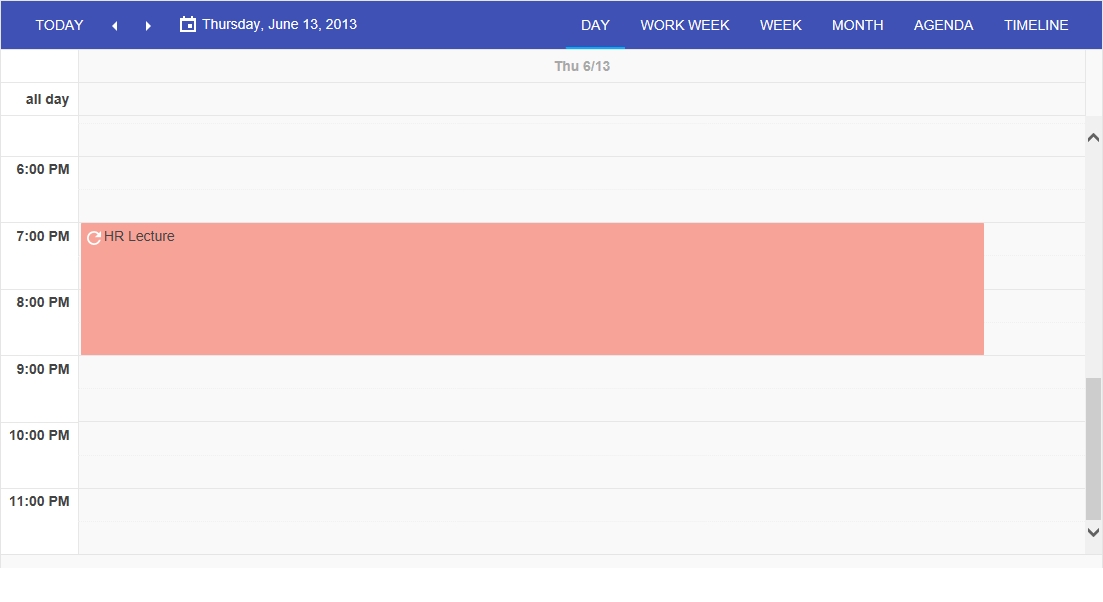 TODAY Thursday, June 13, 2013 DAY WORK WEEK WEEK MONTH AGENDA TIMELINE
Thu 6/13
all day
6:00 PM
7:00 PM HR Lecture
8:00 PM
9:00 PM
10:00 PM
11:00 PM